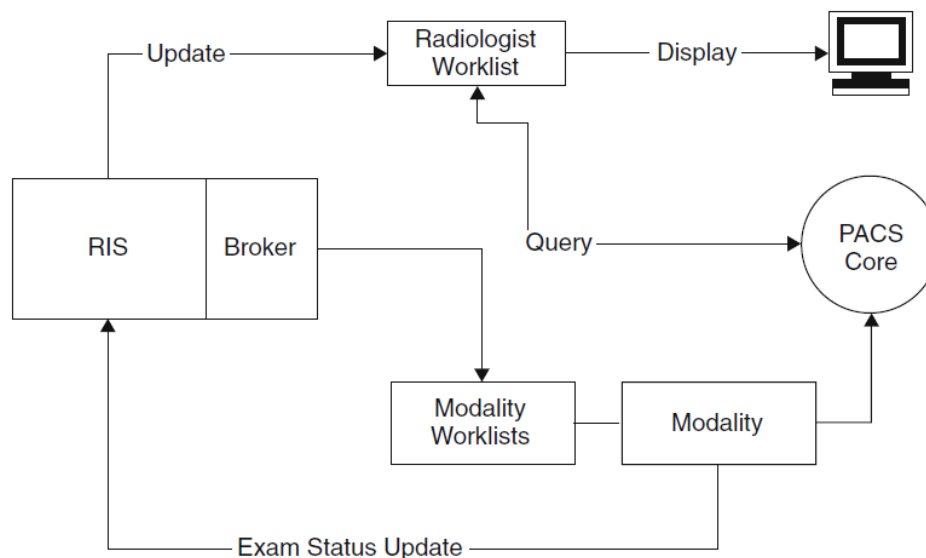 Update
Radiologist
Worklist
Display
RIS
Broker
Query
PACS
Core
Modality
Worklists
Modality
Exam Status Update